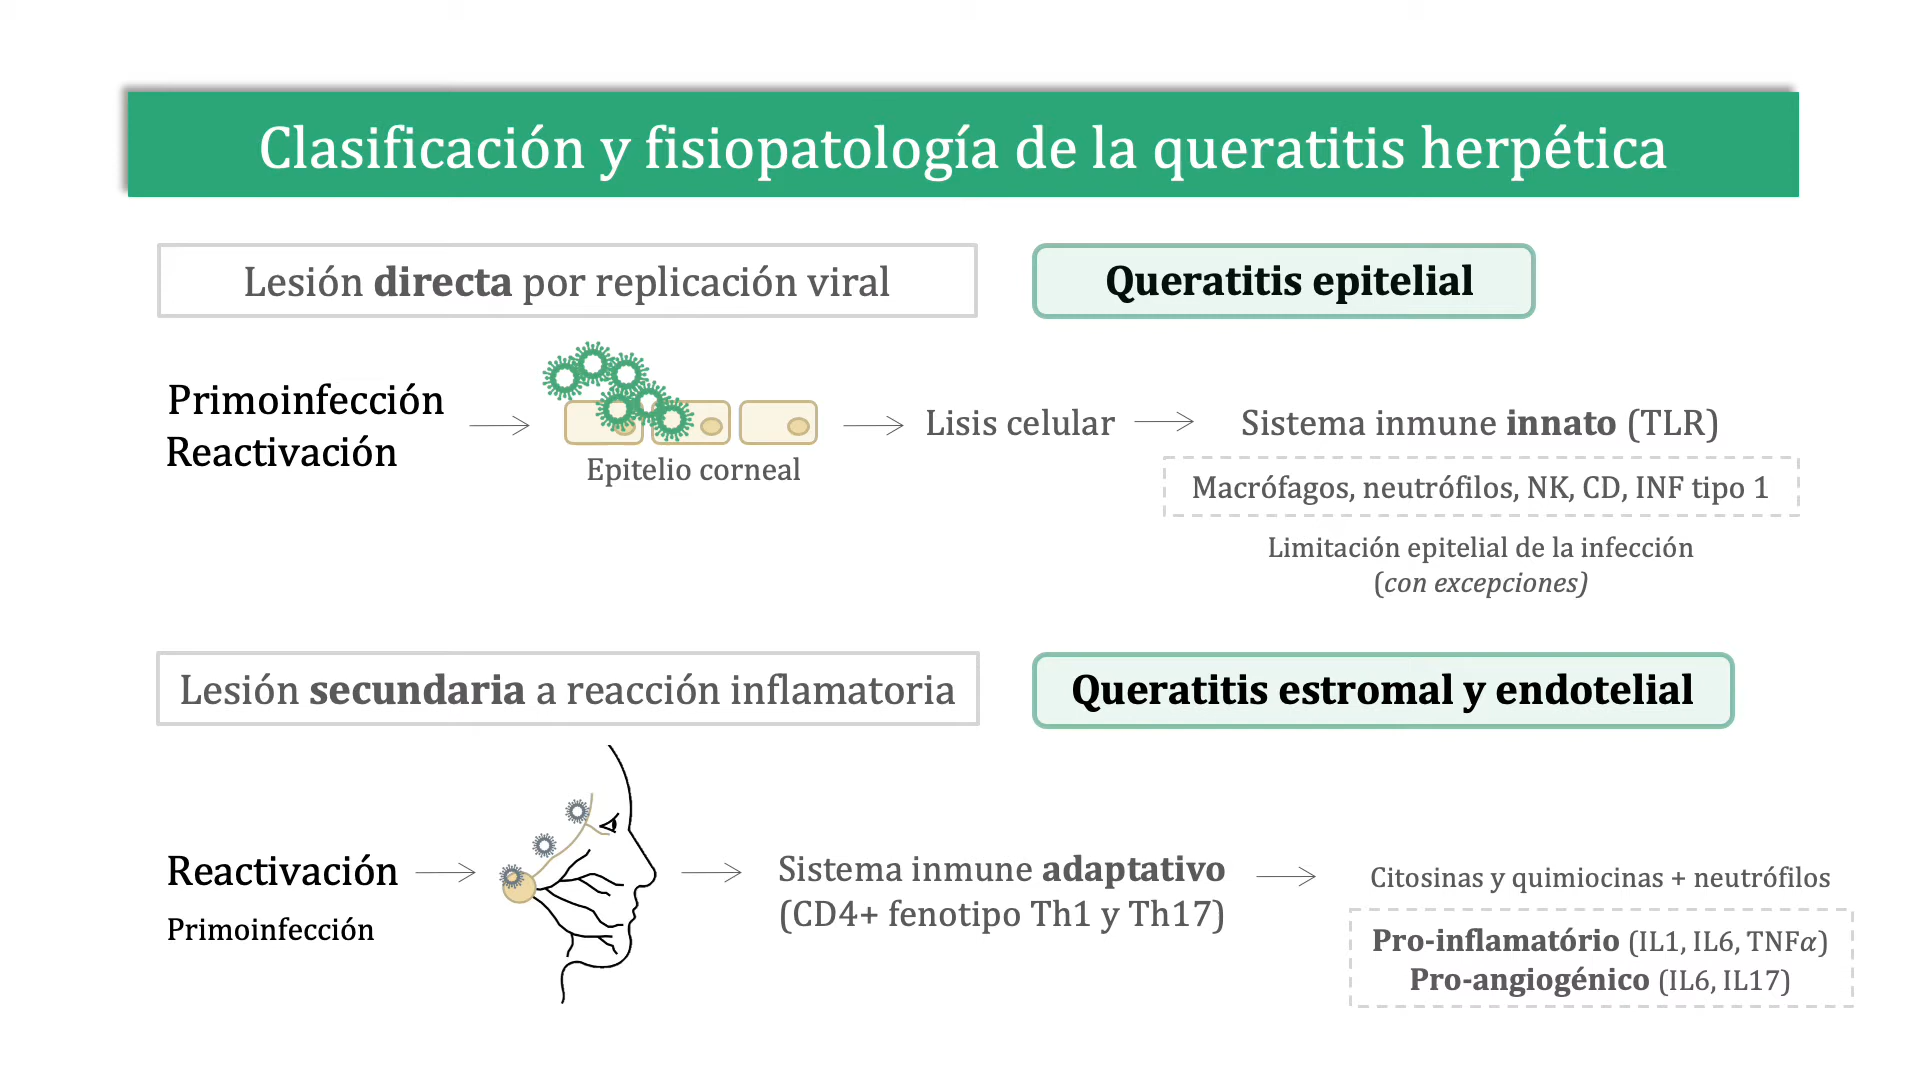 Clasificación y fisiopatología de la queratitis herpética
Lesión directa por replicación viral
Queratitis epitelial
Primoinfección
Reactivación
Epitelio corneal
Lisis celular
Sistema inmune innato (TLR)
Macrófagos, neutrófilos, NK, CD, INF tipo 1
Limitación epitelial de la infección
(con excepciones)
Lesión secundaria a reacción inflamatoria
Queratitis estromal y endotelial
Reactivación
Primoinfección
Sistema inmune adaptativo
(CD4+ fenotipo Th1 y Th17)
Citosinas y quimiocinas + neutrófilos
Pro-inflamatório (IL1, IL6, TNFα)
Pro-angiogénico (IL6, IL17)